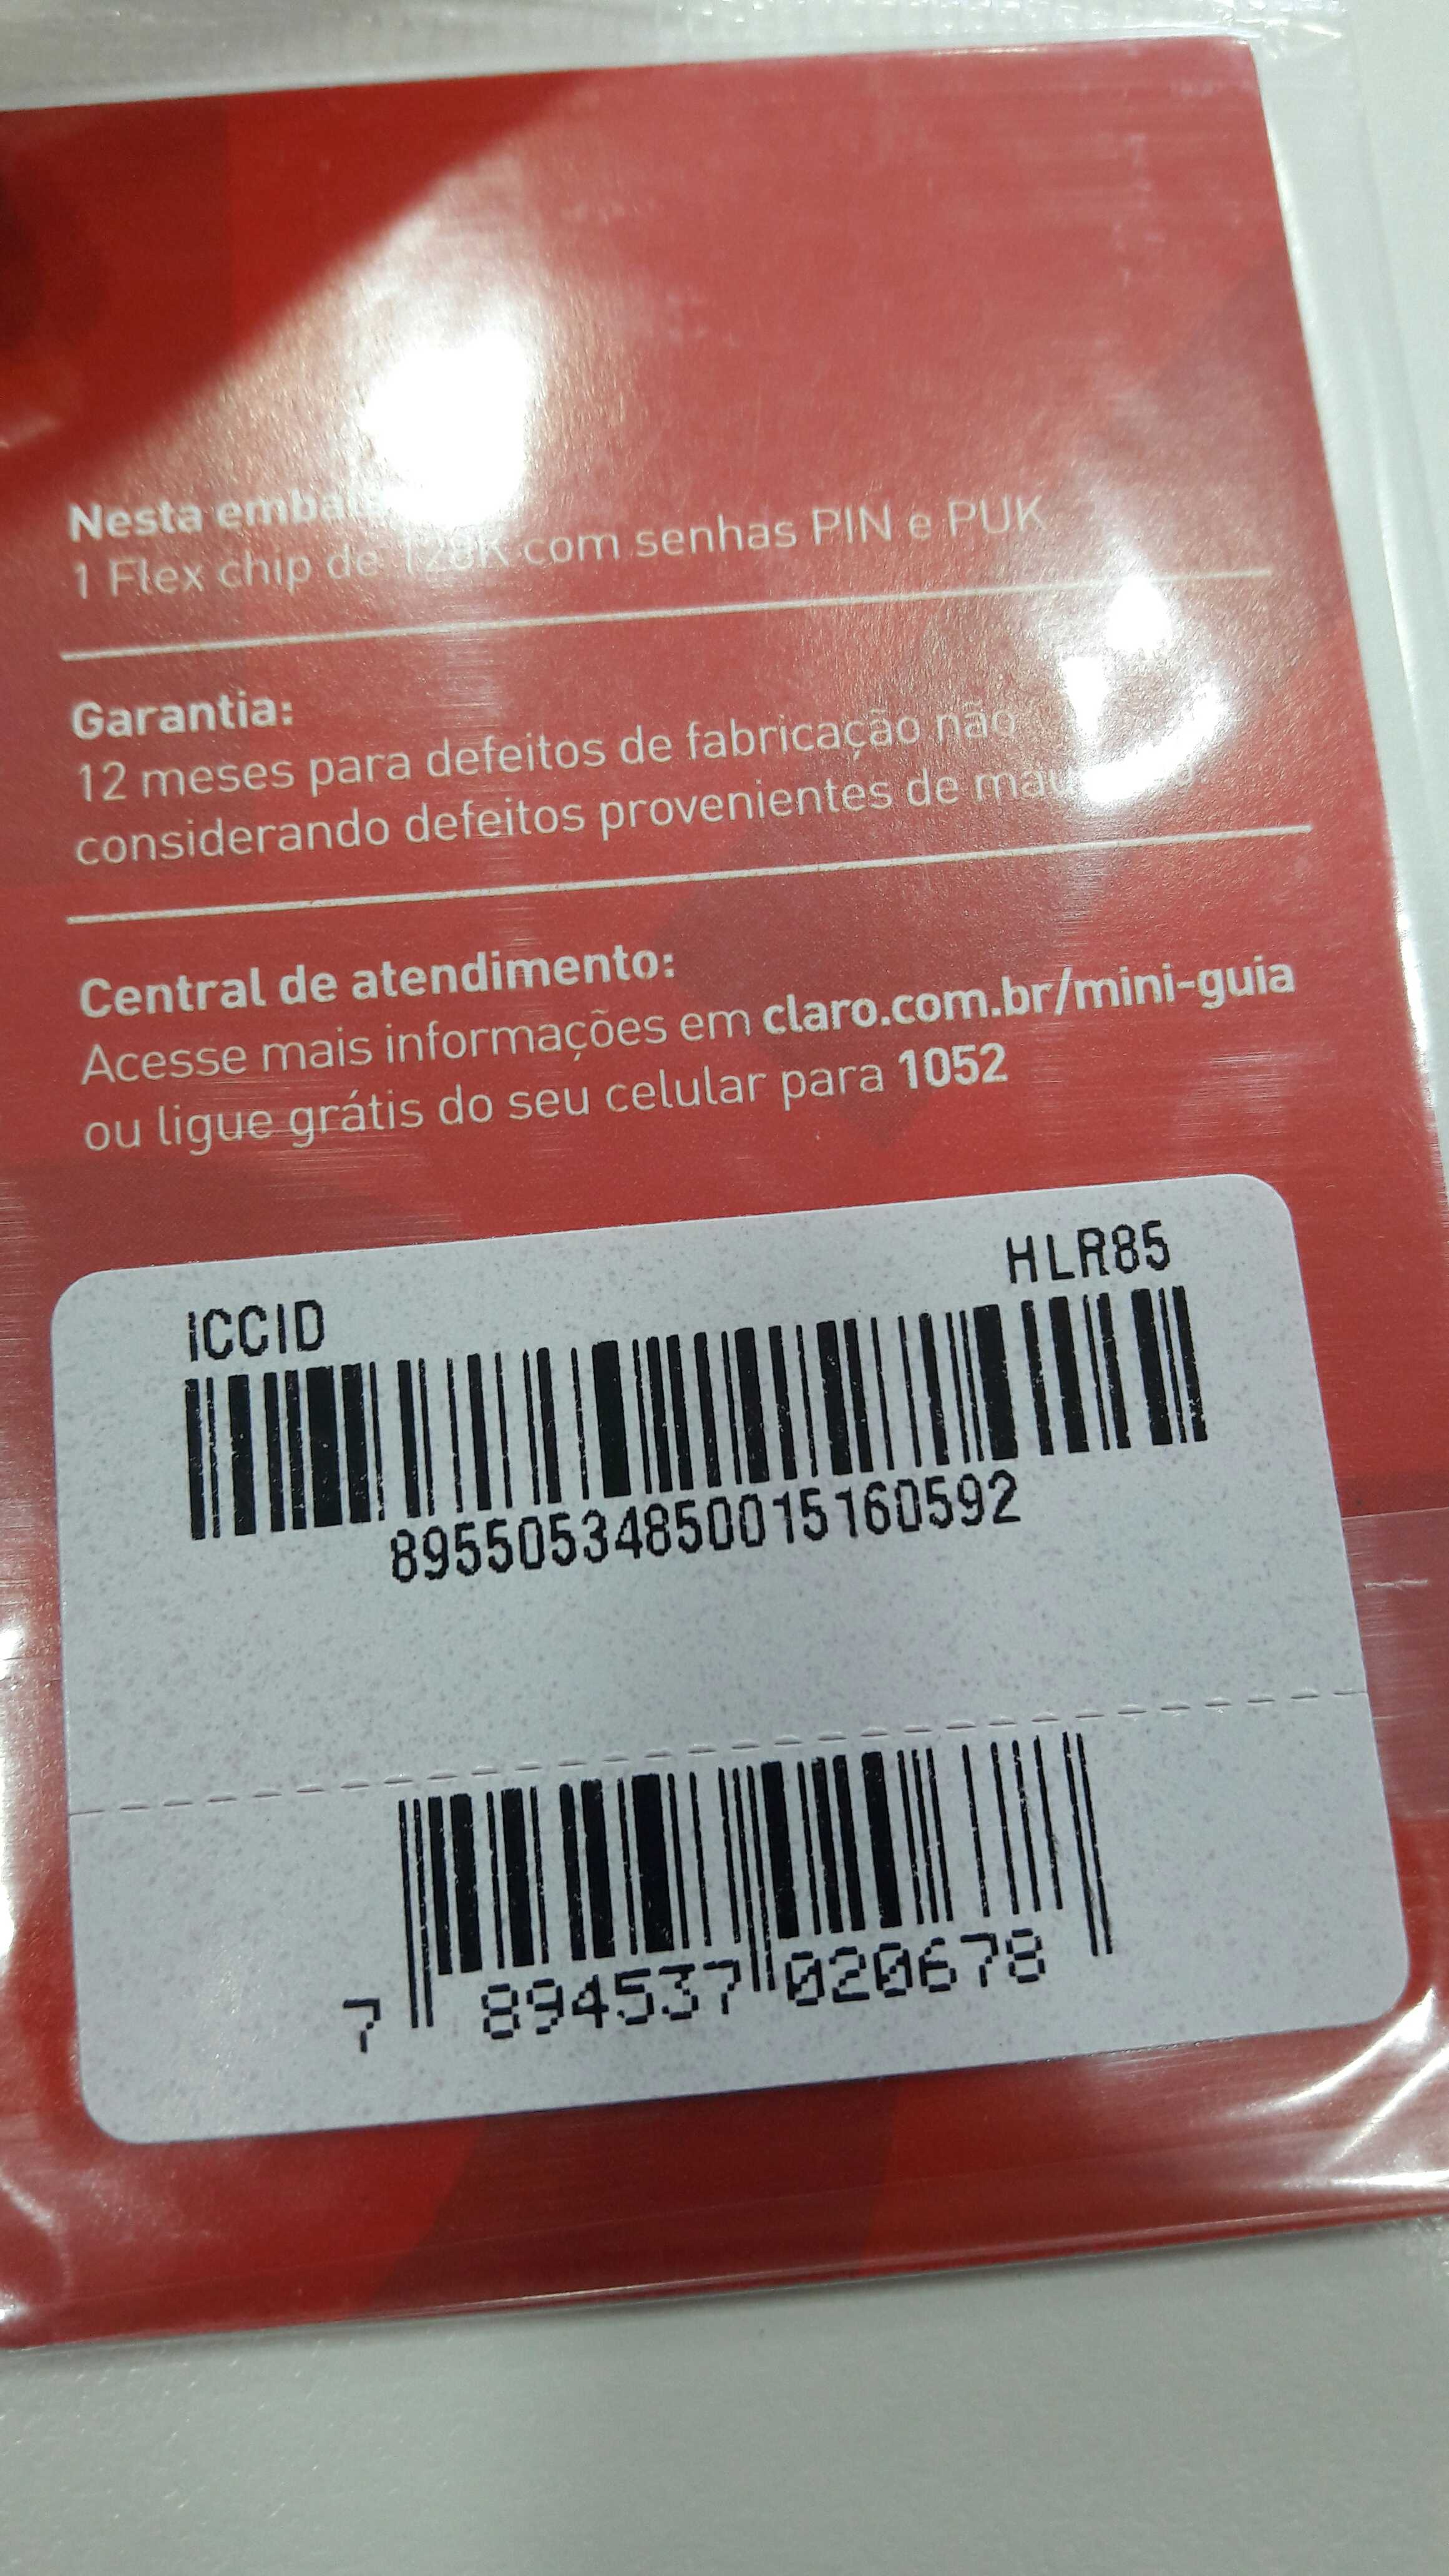 Nesta
1 Flex chip de 128K com senhas PIN e PUK
Garantia:
12 meses para defeitos de fabricação não
considerando defeitos provenientes de mau
Central de atendimento:
Acesse mais informações em claro.com.br/mini-guia
ou ligue grátis do seu celular para 1052
HLR85
ICCID
89550534850015160592
7 894537 020678